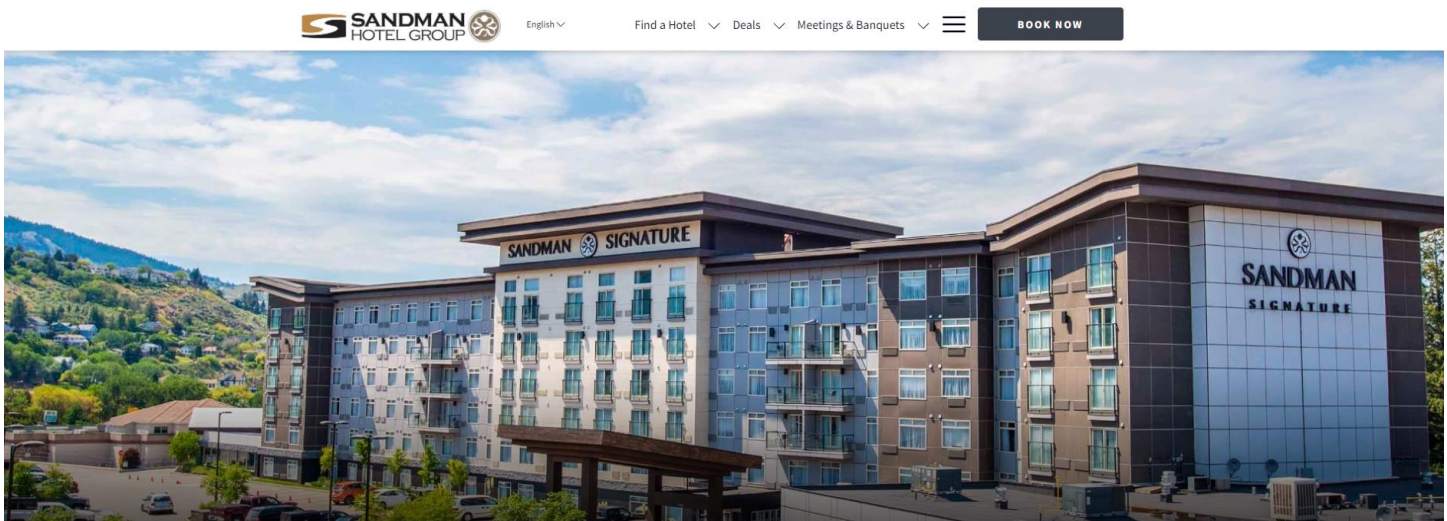 SANDMAN
HOTEL GROUP
English
Find a Hotel
Deals
Meetings & Banquets
BOOK NOW
SANDMAN SIGNATURE
SANDMAN
SIGNATURE